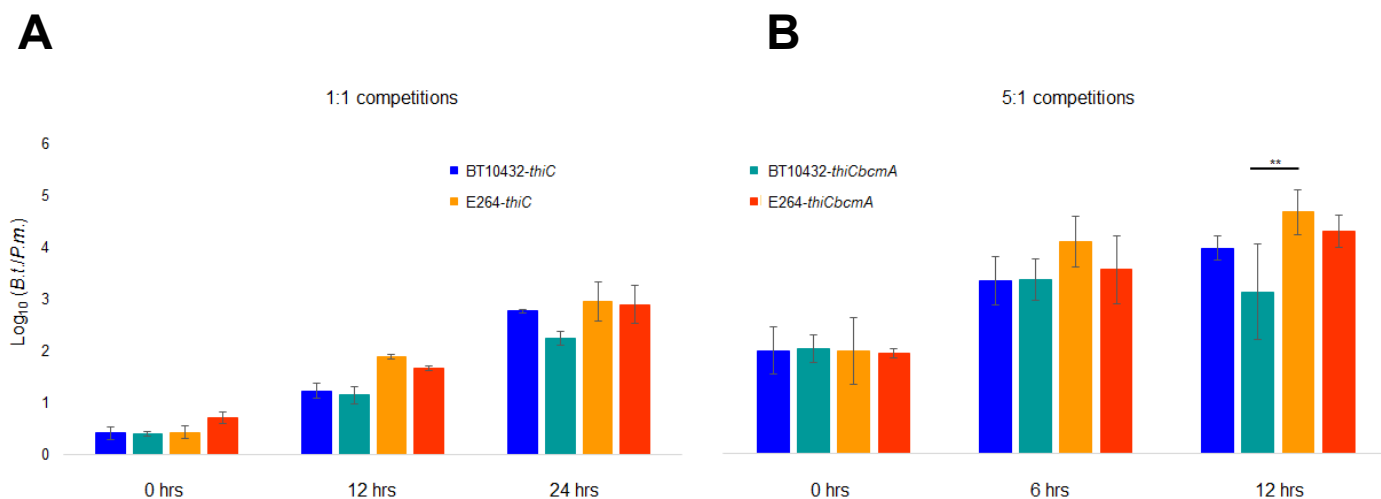 A
B
1:1 competitions
5:1 competitions
Log10 (B.t./P.m.)
6
5
4
3
2
1
0
BT10432-thiC
E264-thiC
BT10432-thiCbcmA
E264-thiCbcmA
**
0 hrs
12 hrs
24 hrs
0 hrs
6 hrs
12 hrs